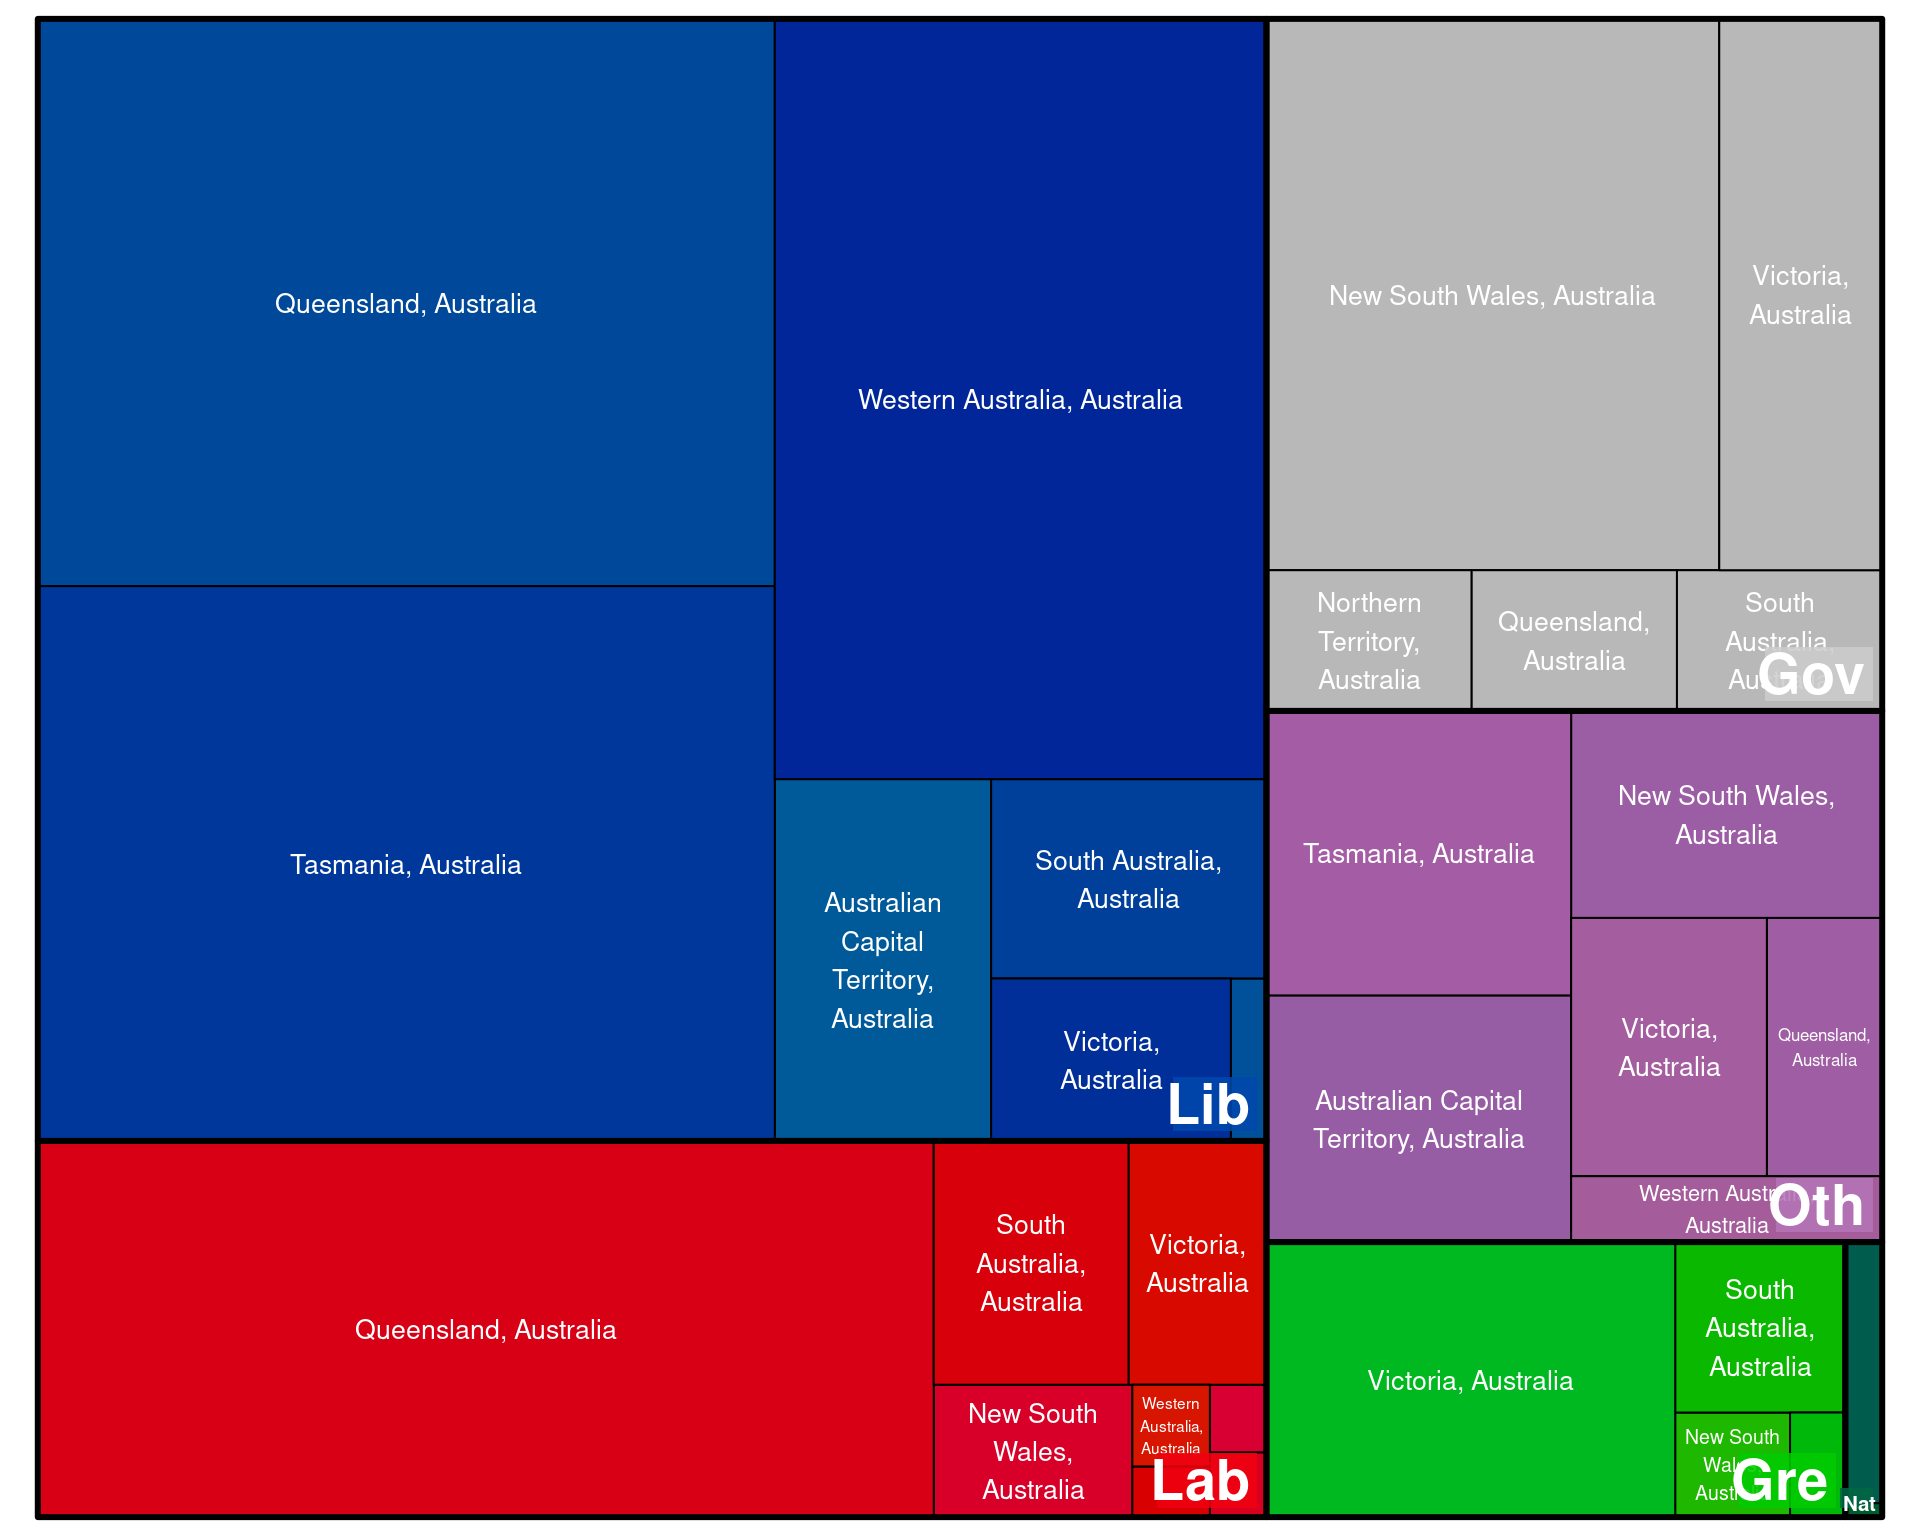 Queensland, Australia
Western Australia, Australia
Tasmania, Australia
Australian
Capital
Territory,
Australia
South Australia,
Australia
Victoria,
Australia
Lib
New South Wales, Australia
Victoria,
Australia
Northern
Territory,
Australia
Queensland,
Australia
South
Australia,
Gov
Tasmania, Australia
New South Wales,
Australia
Australian Capital
Territory, Australia
Victoria,
Australia
Queensland,
Australia
Western
Australia
Oth
Queensland, Australia
South
Australia,
Australia
Victoria,
Australia
New South
Wales,
Australia
Western
Australia,
Australia
Lab
Victoria, Australia
South
Australia,
Australia
New South
Gre
Nat